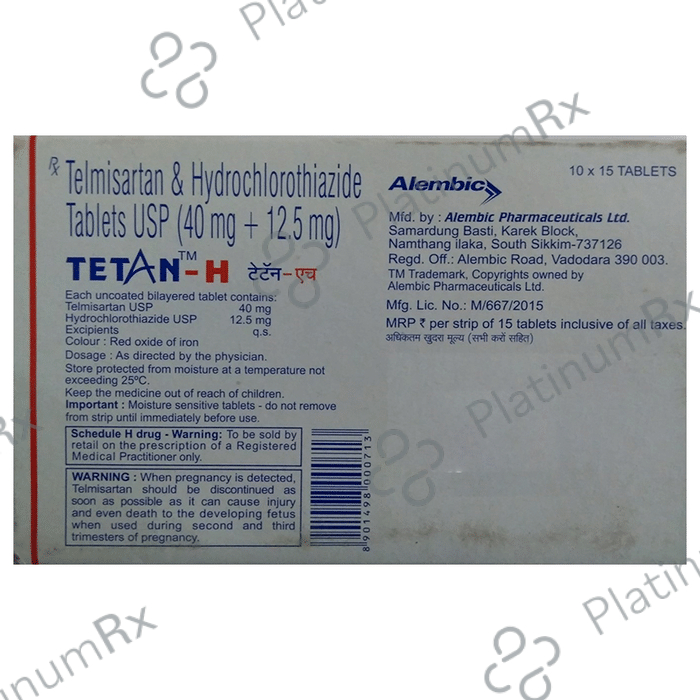 Rx Telmisartan & Hydrochlorothiazide
Tablets USP (40 mg + 12.5 mg)
TETAN-H™ टेटॅन-एच
Each uncoated bilayered tablet contains:
Telmisartan USP 40 mg
Hydrochlorothiazide USP 12.5 mg
Excipients q.s.
Colour : Red oxide of iron
Dosage : As directed by the physician.
Store protected from moisture at a temperature not
exceeding 25ºC.
Keep the medicine out of reach of children.
Important : Moisture sensitive tablets - do not remove
from strip until immediately before use.
Schedule H drug - Warning: To be sold by
retail on the prescription of a Registered
Medical Practitioner only.
WARNING : When pregnancy is detected,
Telmisartan should be discontinued as
soon as possible as it can cause injury
and even death to the developing fetus
when used during second and third
trimesters of pregnancy.
8 901498 000713
10 x 15 TABLETS
Alembic
Mfd. by : Alembic Pharmaceuticals Ltd.
Samardung Basti, Karek Block,
Namthang ilaka, South Sikkim-737126
Regd. Off.: Alembic Road, Vadodara 390 003.
TM Trademark, Copyrights owned by
Alembic Pharmaceuticals Ltd.
Mfg. Lic. No.: M/667/2015
MRP ₹ per strip of 15 tablets inclusive of all taxes.
अधिकतम खुदरा मूल्य (सभी करों सहित)
PlatinumRx
PlatinumRx
PlatinumRx
PlatinumRx
PlatinumRx